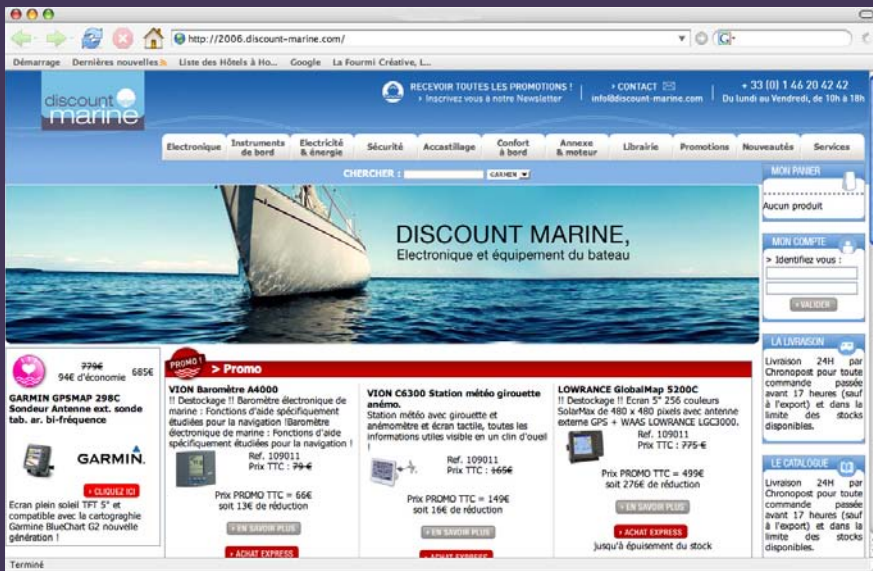 http://2006.discount-marine.com/
G
Démarrage Dernières nouvelles Liste des Hôtels à Ho... Google La Fourmi Créative, L...
discount
marine
RECEVOIR TOUTES LES PROMOTIONS !
› Inscrivez vous à notre Newsletter
› CONTACT
info@discount-marine.com
+ 33 (0) 1 46 20 42 42
Du lundi au Vendredi, de 10h à 18h
Electronique
Instruments
de bord
Electricité
& énergie
Sécurité
Accastillage
Confort
à bord
Annexe
& moteur
Librairie
Promotions
Nouveautés
Services
CHERCHER :
GARMIN
DISCOUNT MARINE,
Electronique et équipement du bateau
MON PANIER
Aucun produit
MON COMPTE
> Identifiez vous :
› VALIDER
LA LIVRAISON
Livraison 24H par
Chronopost pour toute
commande passée
avant 17 heures (sauf
à l'export) et dans la
limite des stocks
disponibles.
LE CATALOGUE
Livraison 24H par
Chronopost pour toute
commande passée
avant 17 heures (sauf
à l'export) et dans la
limite des stocks
disponibles.
779€
94€ d'économie 685€
GARMIN GPSMAP 298C
Sondeur Antenne ext. sonde
tab. ar. bi-fréquence
GARMIN.
› CLIQUEZ ICI
Ecran plein soleil TFT 5" et
compatible avec la cartograghie
Garmine BlueChart G2 nouvelle
génération !
PROMO !
> Promo
VION Baromètre A4000
!! Destockage !! Baromètre électronique de
marine : Fonctions d'aide spécifiquement
étudiées pour la navigation !Baromètre
électronique de marine : Fonctions d'aide
spécifiquement étudiées pour la navigation !
Ref. 109011
Prix TTC : 79 €
Prix PROMO TTC = 66€
soit 13€ de réduction
› EN SAVOIR PLUS
› ACHAT EXPRESS
VION C6300 Station météo girouette
anémo.
Station météo avec girouette et
anémomètre et écran tactile, toutes les
informations utiles visible en un clin d'oueil
!
Ref. 109011
Prix TTC : 165€
Prix PROMO TTC = 149€
soit 16€ de réduction
› EN SAVOIR PLUS
› ACHAT EXPRESS
LOWRANCE GlobalMap 5200C
!! Destockage !! Ecran 5" 256 couleurs
SolarMax de 480 x 480 pixels avec antenne
externe GPS + WAAS LOWRANCE LGC3000.
Ref. 109011
Prix TTC : 775 €
Prix PROMO TTC = 499€
soit 276€ de réduction
› EN SAVOIR PLUS
› ACHAT EXPRESS
jusqu'à épuisement du stock
Terminé